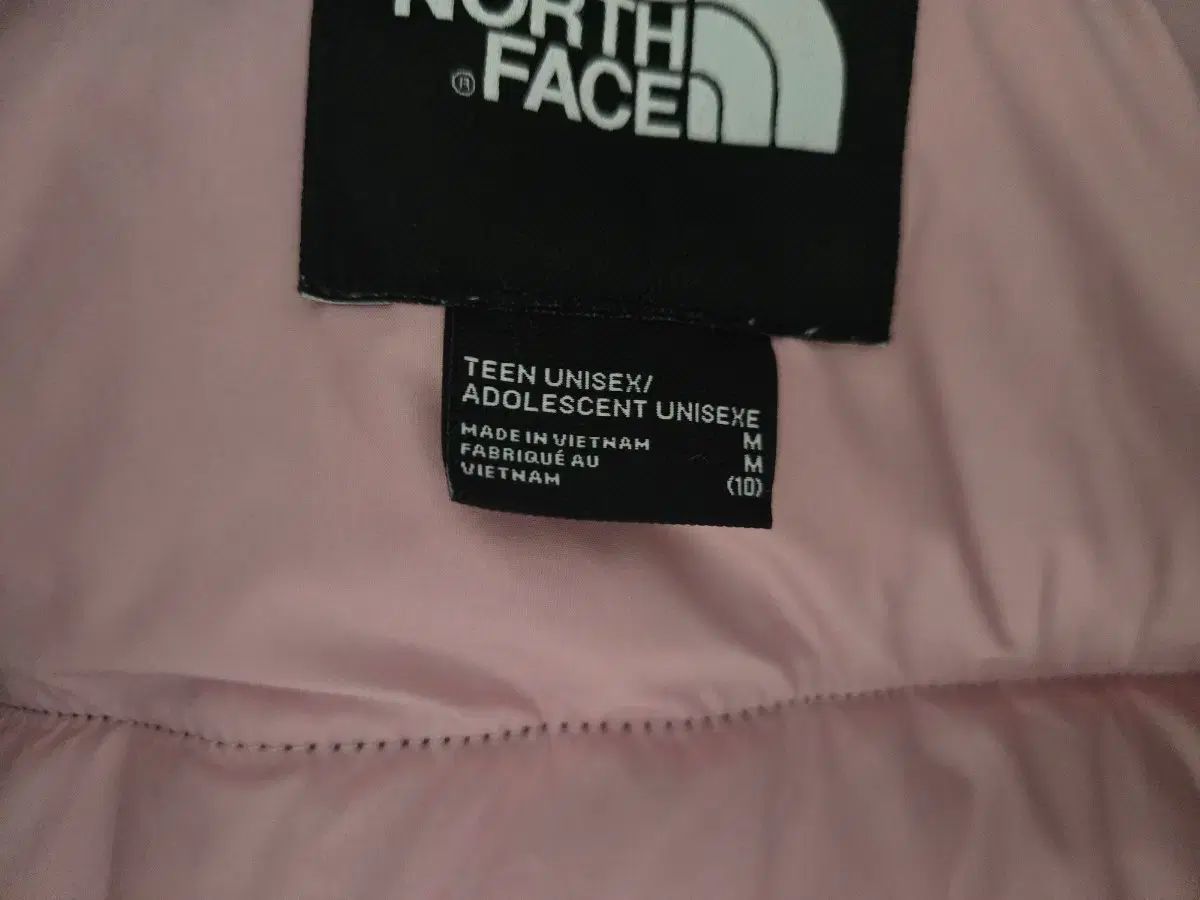 NORTH
® FACE
TEEN UNISEX/
ADOLESCENT UNISEXE
MADE IN VIETNAM M
FABRIQUÉ AU M
VIETNAM (10)